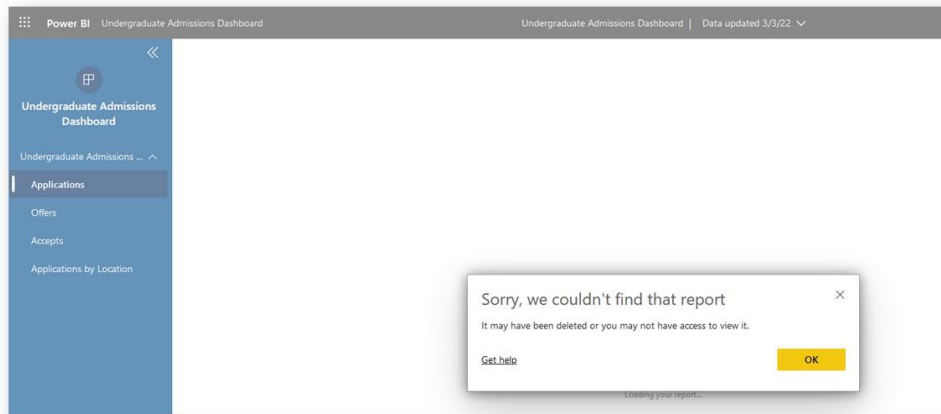 Power BI Undergraduate Admissions Dashboard Undergraduate Admissions Dashboard | Data updated 3/3/22
Undergraduate Admissions
Dashboard
Undergraduate Admissions ...
Applications
Offers
Accepts
Applications by Location
Sorry, we couldn't find that report
It may have been deleted or you may not have access to view it.
Get help OK
Loading your report...